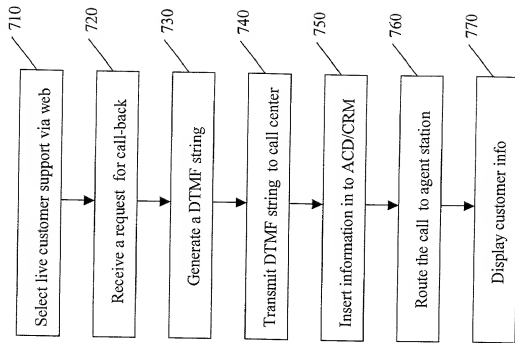 710
Select live customer support via web
720
Receive a request for call-back
730
Generate a DTMF string
740
Transmit DTMF string to call center
750
Insert information in to ACD/CRM
760
Route the call to agent station
770
Display customer info